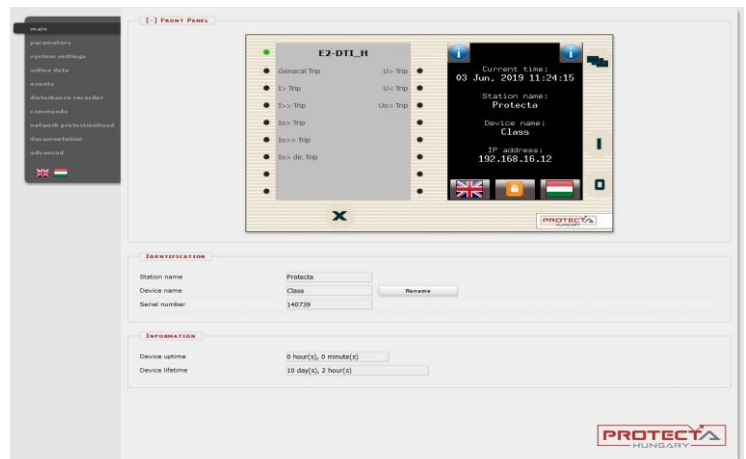 main
parameters
system settings
online data
events
disturbance recorder
commands
network protection
documentation
advanced
[-] Front Panel
E2-DTI_H
General Trip
U> Trip
I> Trip
U< Trip
I>> Trip
Uo> Trip
Io> Trip
Io>> Trip
Io> dir. Trip
X
Current time:
03 Jun, 2019 11:24:15
Station name:
Protecta
Device name:
Class
IP address:
192.168.16.12
I
O
PROTECTA
HUNGARY
Identification
Station name Protecta
Device name Class Rename
Serial number 140739
Information
Device uptime 0 hour(s), 0 minute(s)
Device lifetime 10 day(s), 2 hour(s)
PROTECTA
HUNGARY